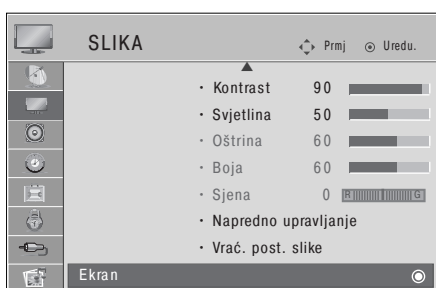 SLIKA Prmj Uredu.
· Kontrast 90
· Svjetlina 50
· Oštrina 60
· Boja 60
· Sjena 0 R G
· Napredno upravljanje
· Vrać. post. slike
Ekran